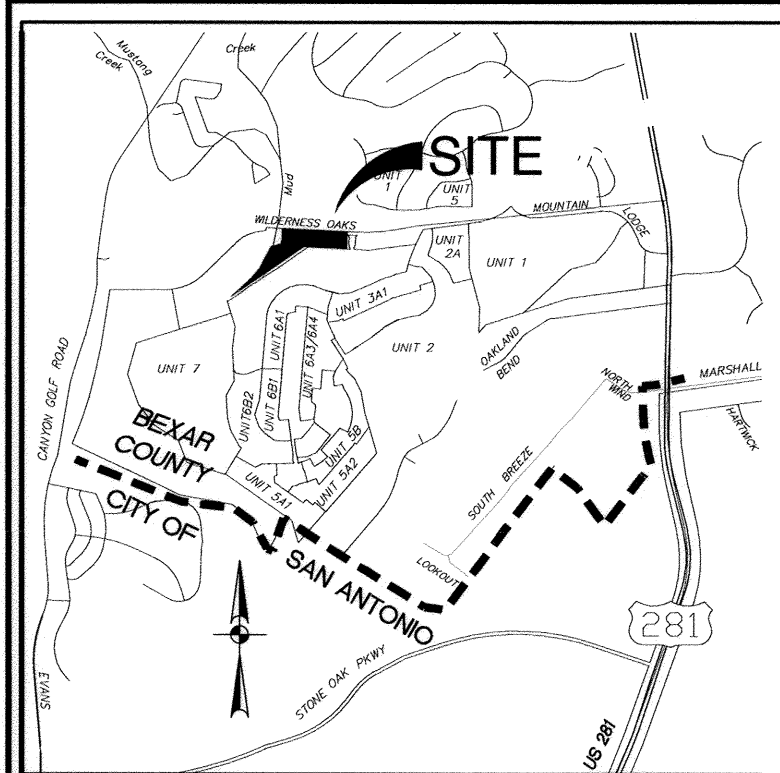 Mustang
Creek
Creek
Mud
SITE
UNIT
1
UNIT
5
WILDERNESS OAKS
MOUNTAIN
LODGE
UNIT
2A
UNIT 1
UNIT 3A1
UNIT 6A1
UNIT 6A3/6A4
UNIT 2
OAKLAND
BEND
UNIT 7
CANYON GOLF ROAD
UNIT6B2
UNIT 6B1
NORTH
WIND
MARSHALL
HARTWICK
BEXAR
COUNTY
UNIT 5B
UNIT 5A2
UNIT 5A1
SOUTH BREEZE
CITY OF
SAN ANTONIO
LOOKOUT
281
STONE OAK PKWY
EVANS
US 281